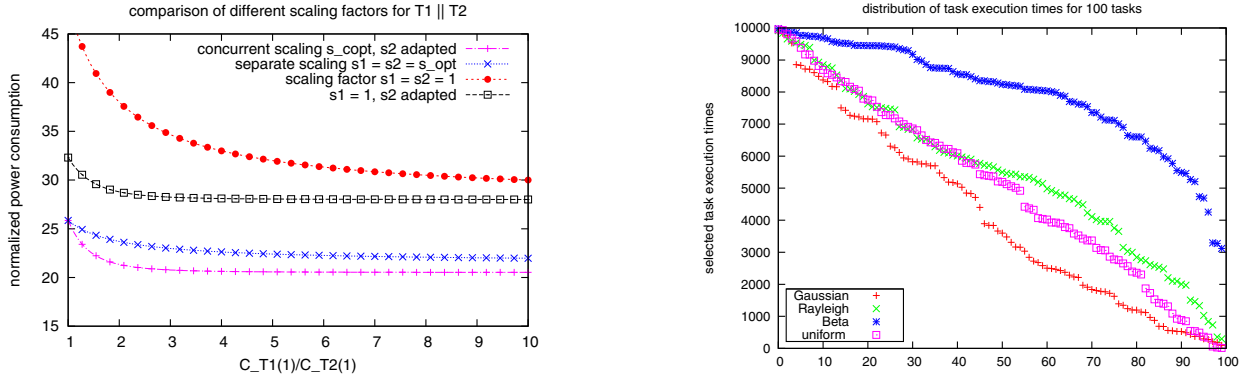 comparison of different scaling factors for T1 || T2
45
40
35
30
25
20
15
normalized power consumption
concurrent scaling s_copt, s2 adapted
separate scaling s1 = s2 = s_opt
scaling factor s1 = s2 = 1
s1 = 1, s2 adapted
1 2 3 4 5 6 7 8 9 10
C_T1(1)/C_T2(1)
distribution of task execution times for 100 tasks
10000
9000
8000
7000
6000
5000
4000
3000
2000
1000
0
selected task execution times
Gaussian
Rayleigh
Beta
uniform
0 10 20 30 40 50 60 70 80 90 100